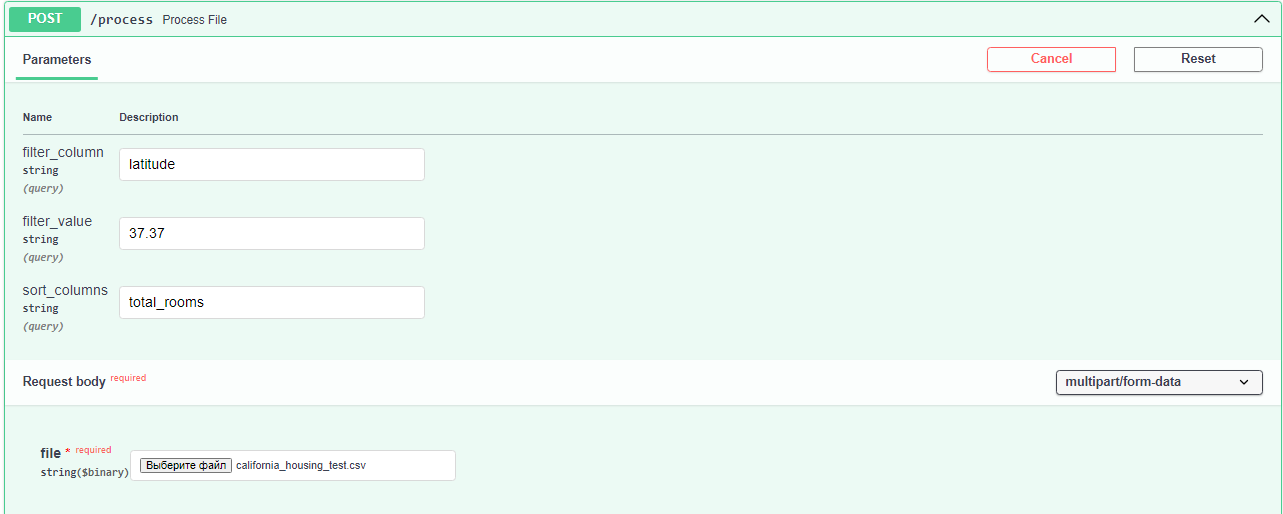 POST /process Process File
Parameters Cancel Reset
Name Description
filter_column
string
(query)
latitude
filter_value
string
(query)
37.37
sort_columns
string
(query)
total_rooms
Request body required multipart/form-data
file * required
string($binary)
Выберите файл california_housing_test.csv